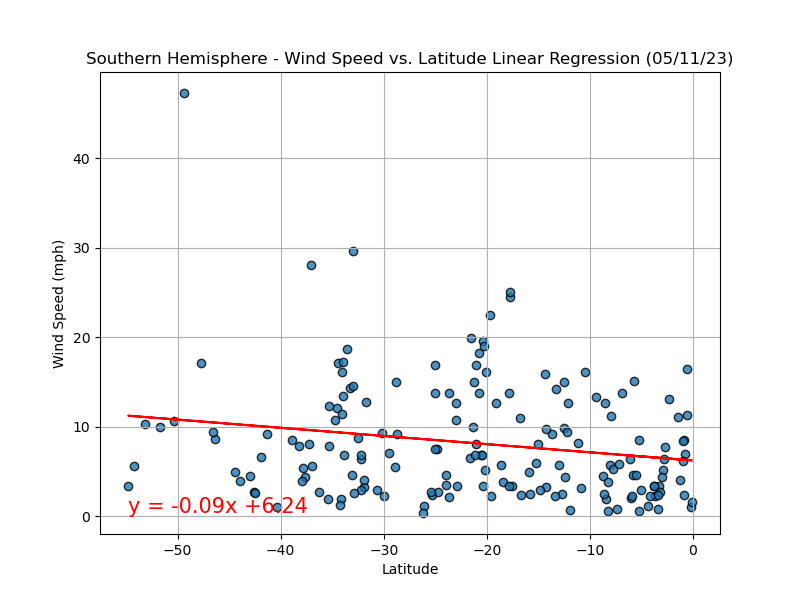 Southern Hemisphere - Wind Speed vs. Latitude Linear Regression (05/11/23)
Wind Speed (mph)
40
30
20
10
0
y = -0.09x +6.24
−50
−40
−30
−20
−10
0
Latitude